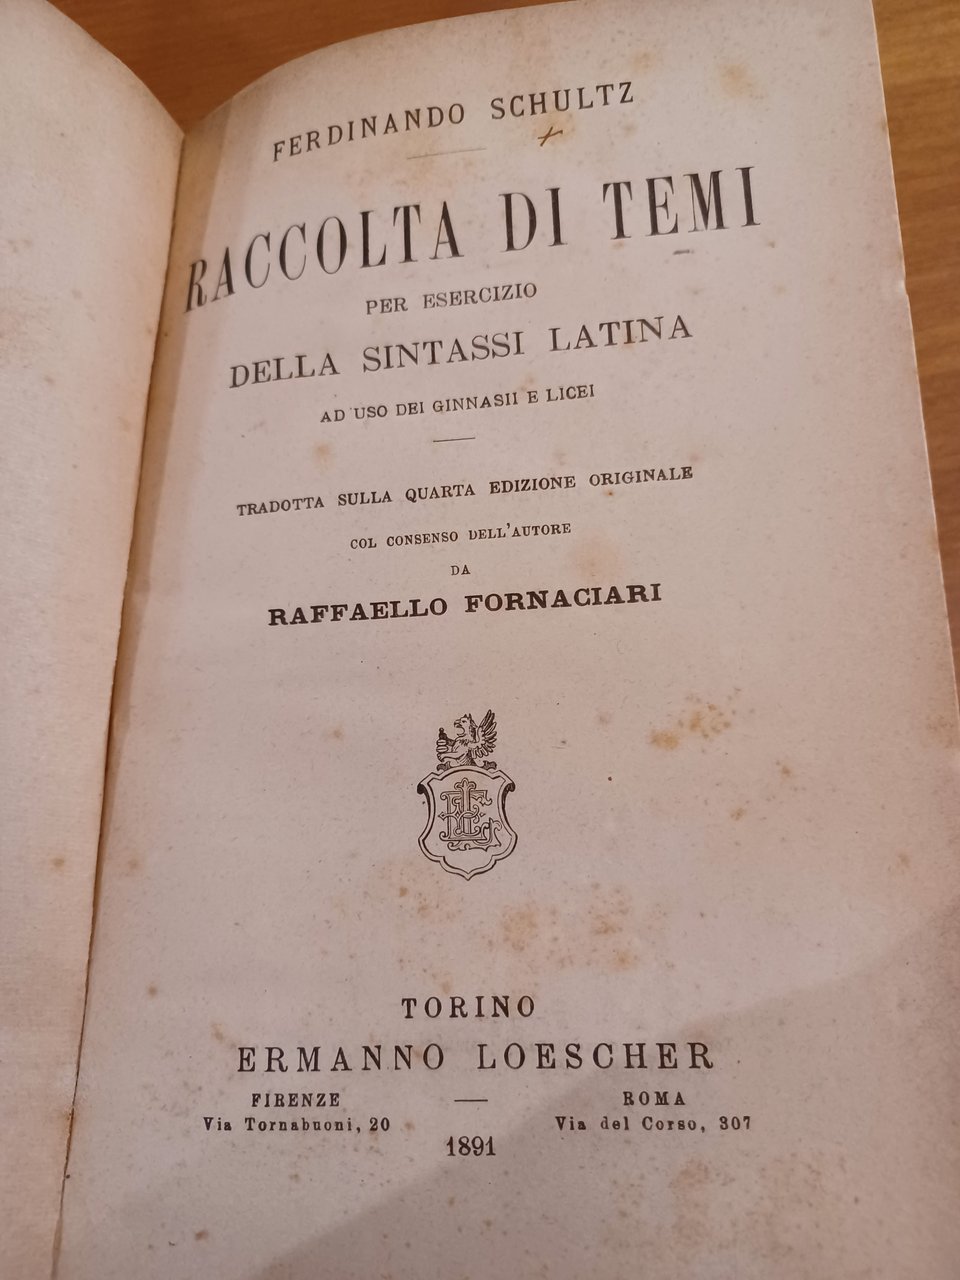 FERDINANDO SCHULTZ
RACCOLTA DI TEMI
PER ESERCIZIO
DELLA SINTASSI LATINA
AD USO DEI GINNASII E LICEI
TRADOTTA SULLA QUARTA EDIZIONE ORIGINALE
COL CONSENSO DELL'AUTORE
DA
RAFFAELLO FORNACIARI
TORINO
ERMANNO LOESCHER
FIRENZE
Via Tornabuoni, 20
ROMA
Via del Corso, 307
1891